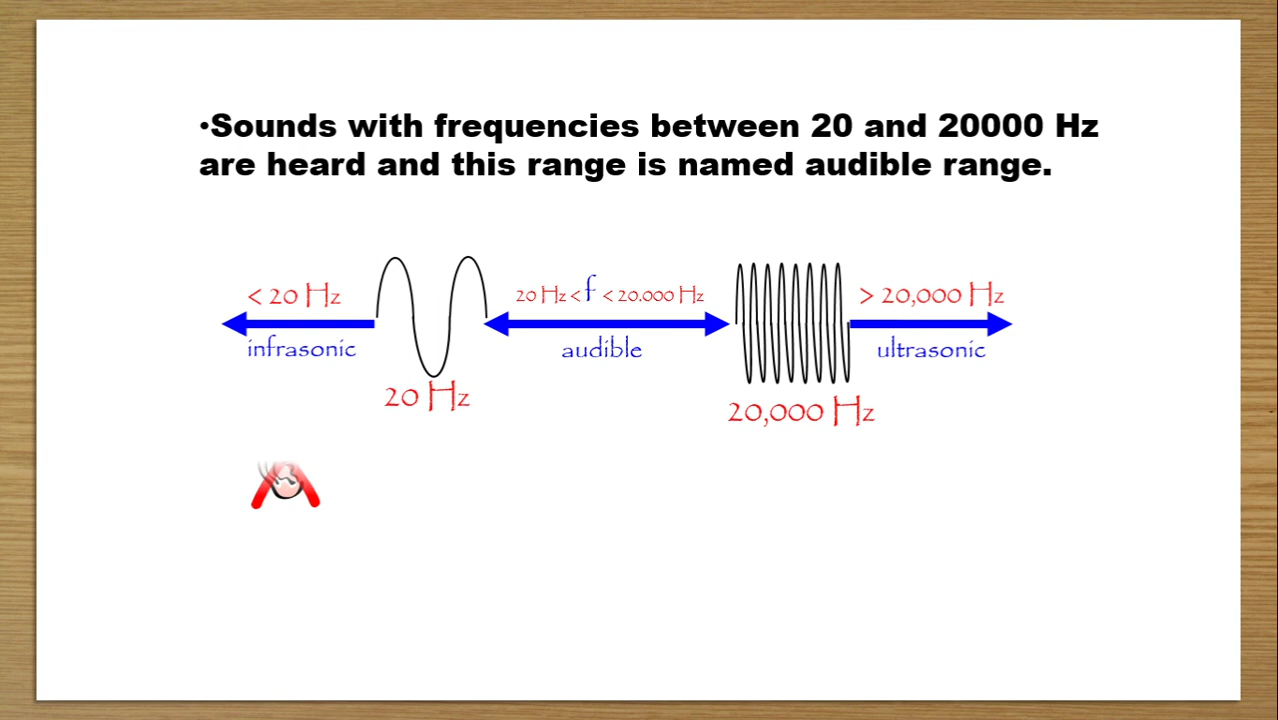 •Sounds with frequencies between 20 and 20000 Hz
are heard and this range is named audible range.
< 20 Hz
20 Hz < f < 20.000 Hz
> 20,000 Hz
infrasonic
audible
ultrasonic
20 Hz
20,000 Hz